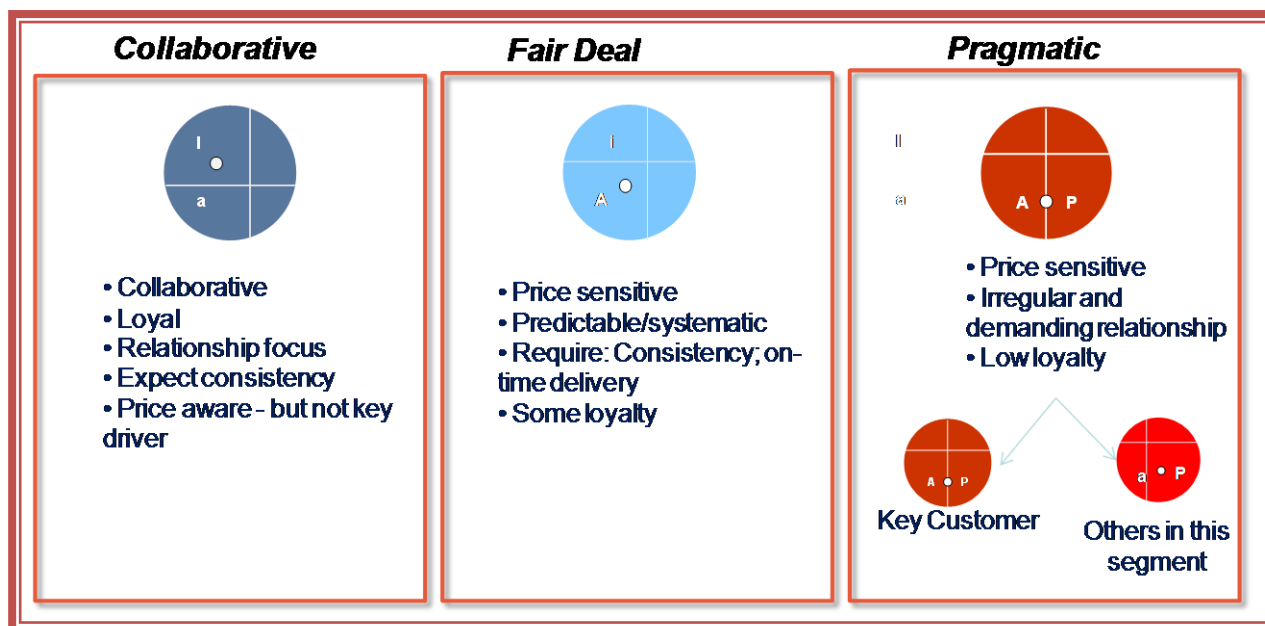 Collaborative
I
a
• Collaborative
• Loyal
• Relationship focus
• Expect consistency
• Price aware - but not key
driver
Fair Deal
i
A
• Price sensitive
• Predictable/systematic
• Require: Consistency; on-
time delivery
• Some loyalty
Pragmatic
II
a
A P
• Price sensitive
• Irregular and
demanding relationship
• Low loyalty
A P
Key Customer
a P
Others in this
segment